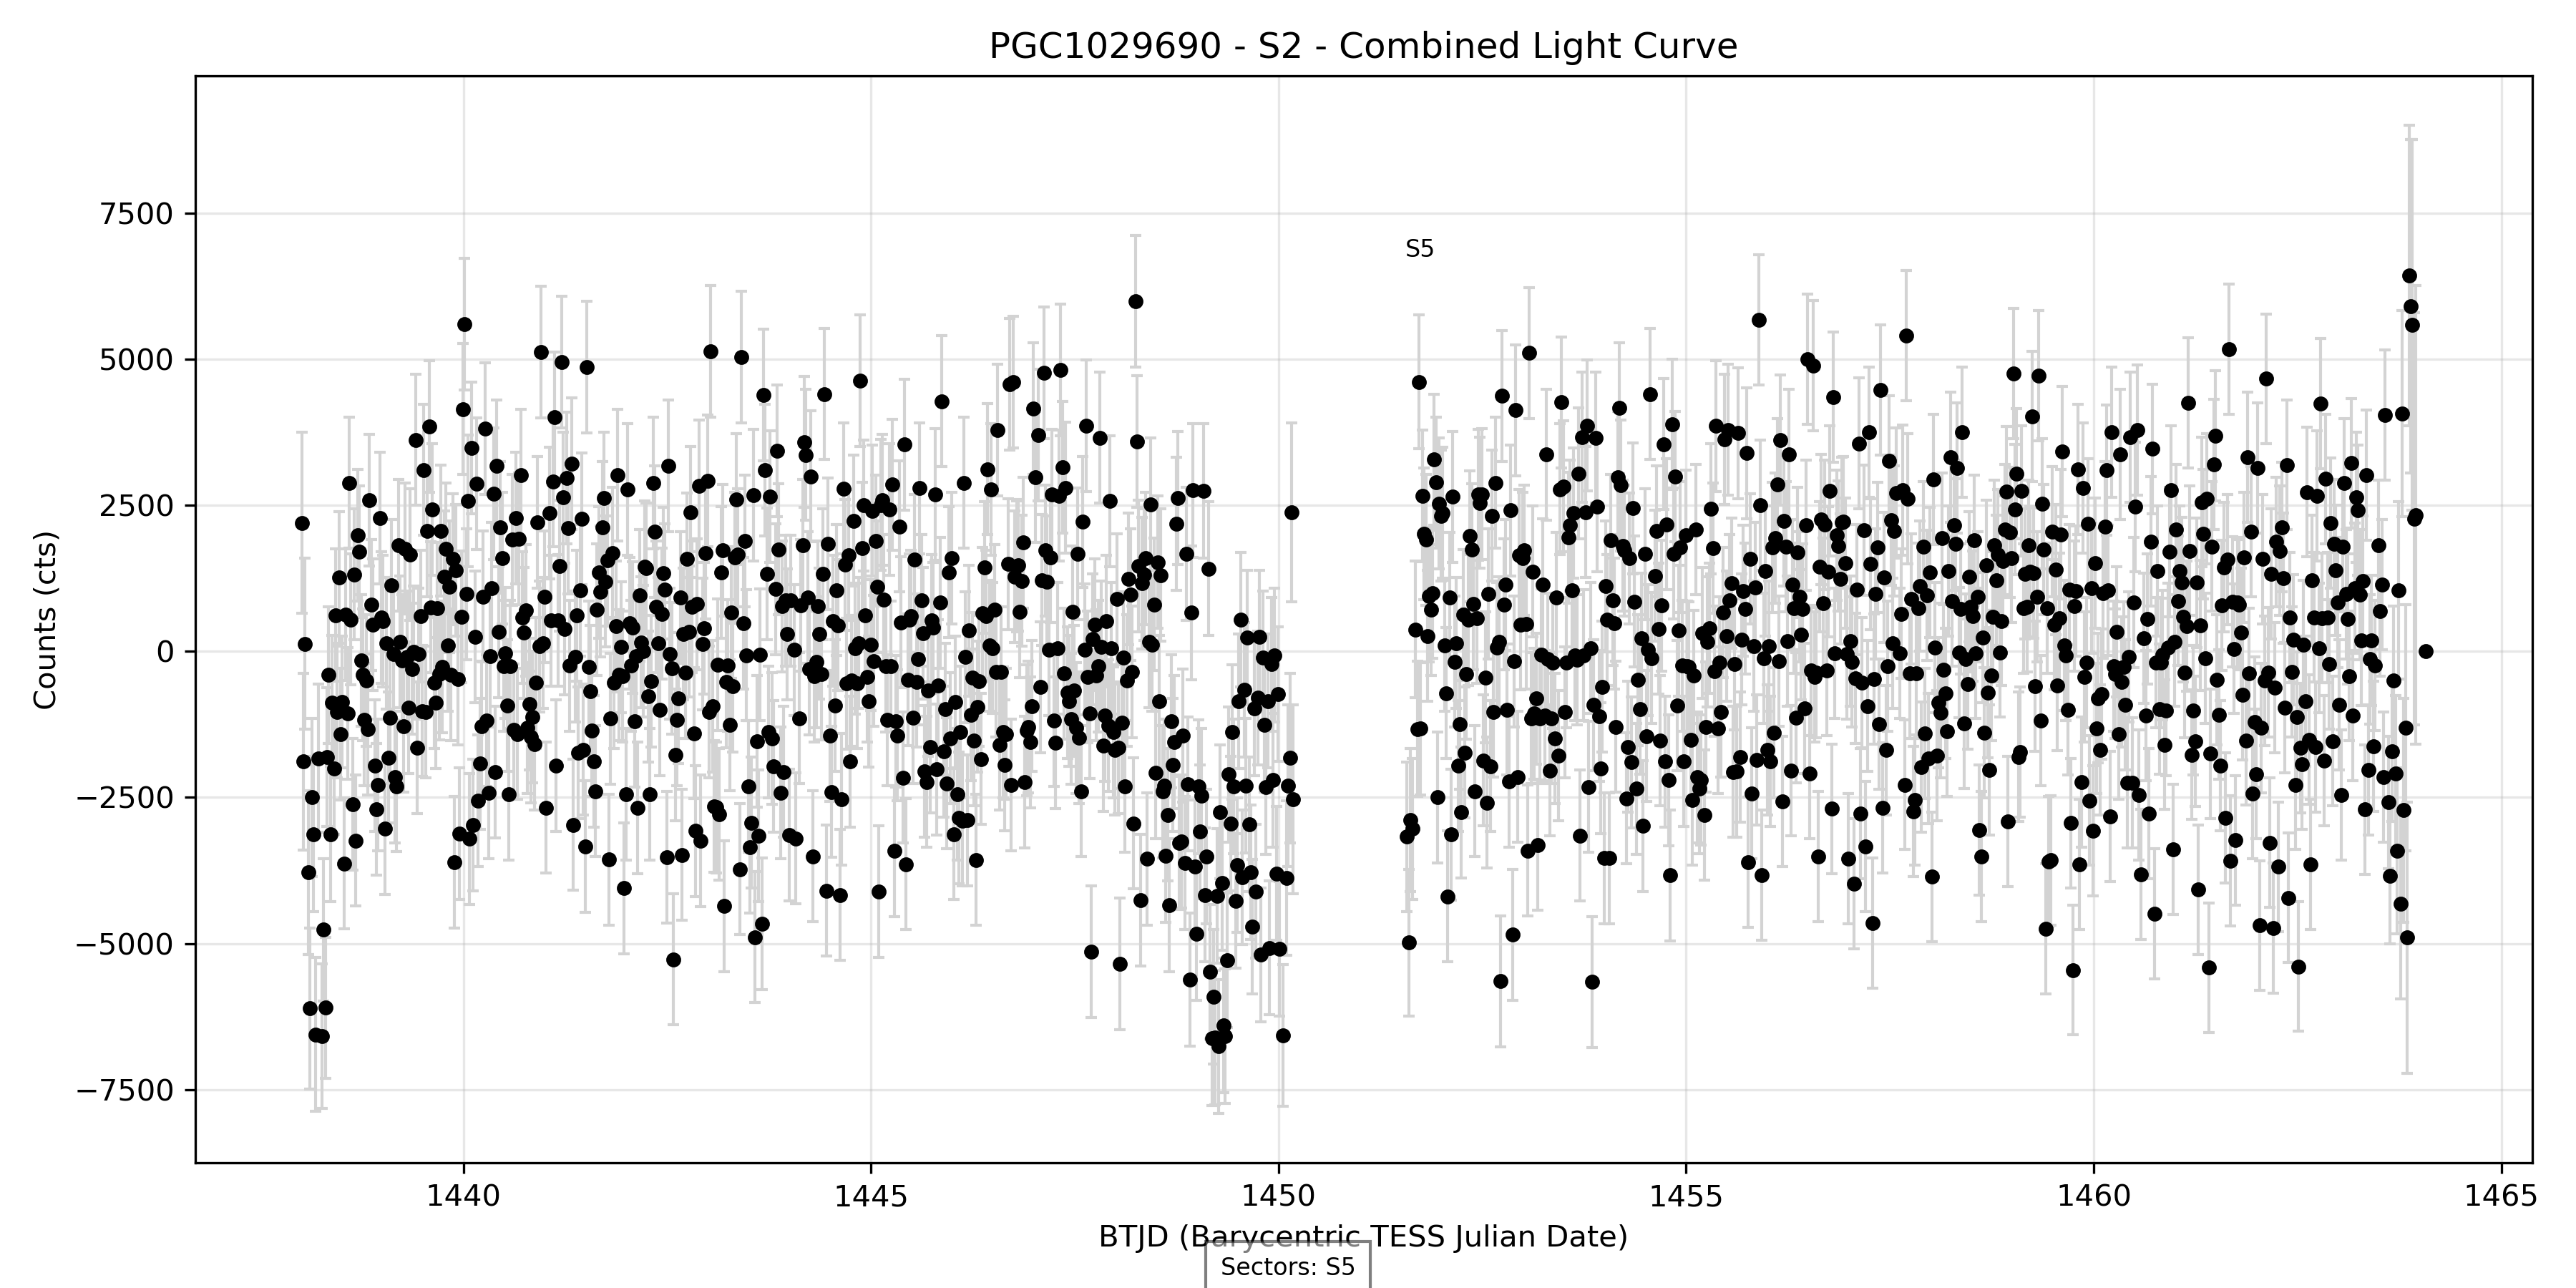 PGC1029690 - S2 - Combined Light Curve
Counts (cts)
7500
5000
2500
0
−2500
−5000
−7500
S5
1440
1445
1450
1455
1460
1465
BTJD (Barycentric TESS Julian Date)
Sectors: S5